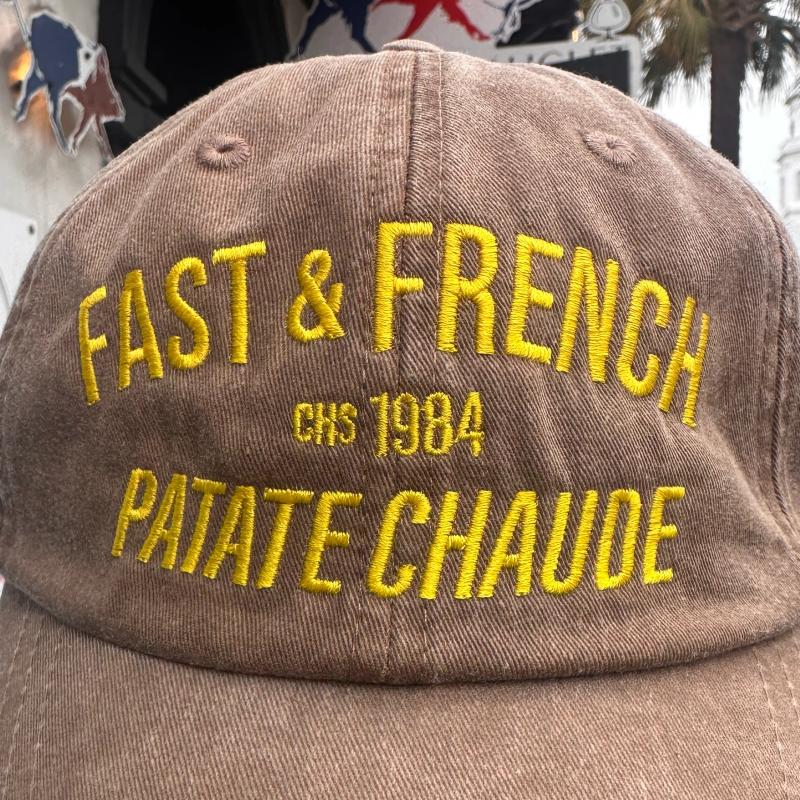 FAST & FRENCH
CHS 1984
PATATE CHAUDE